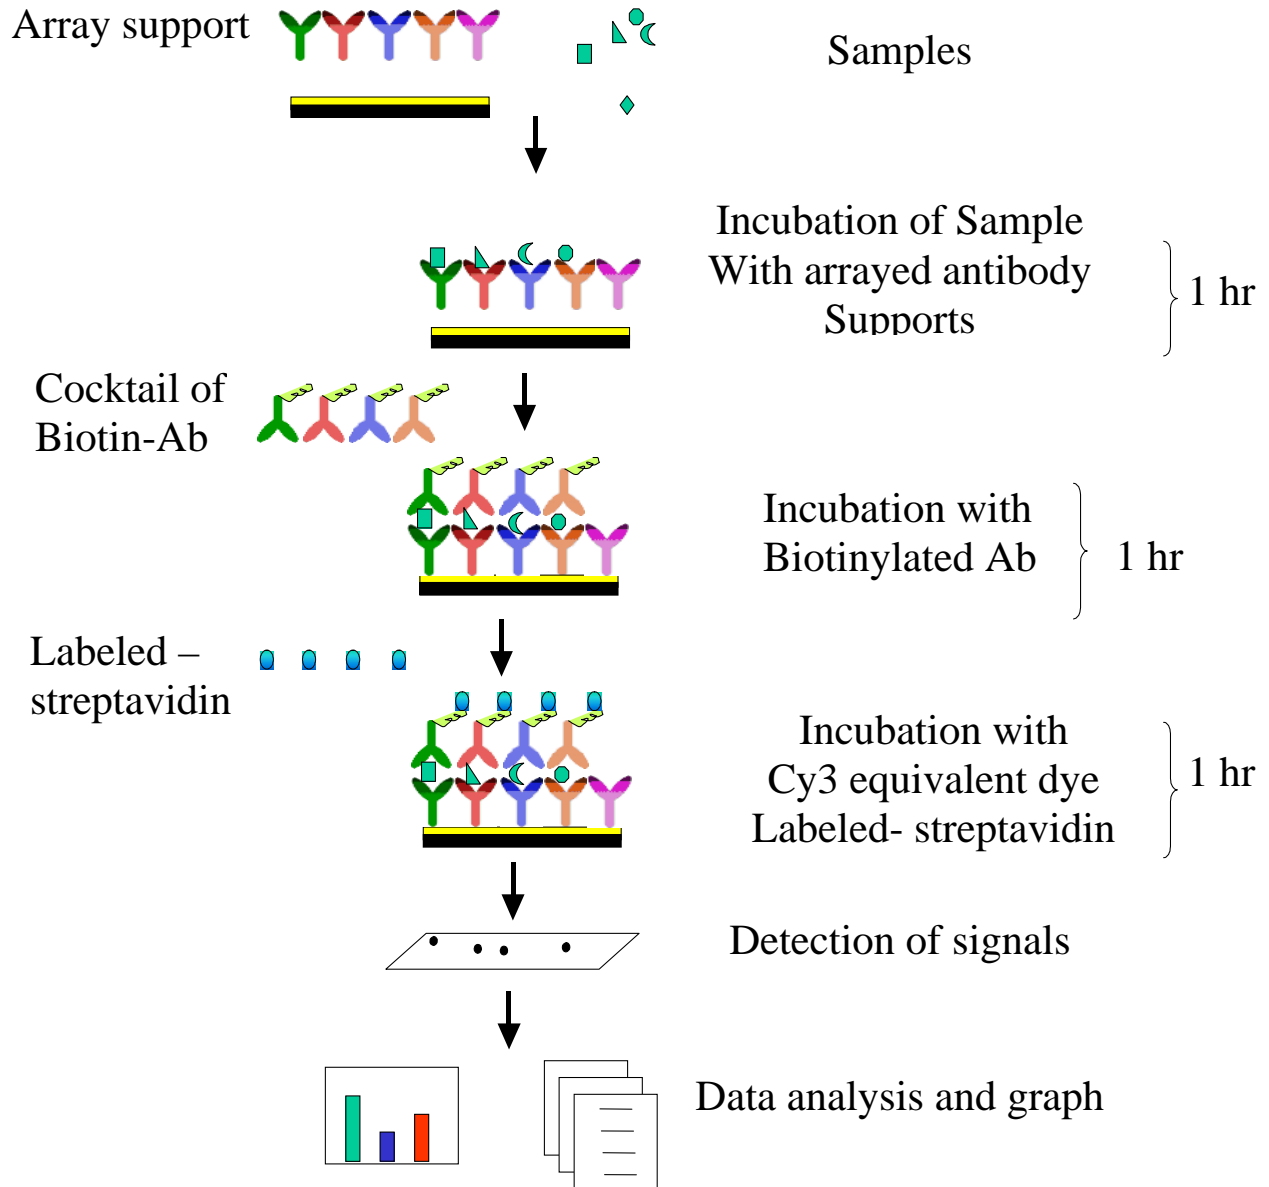 Array support
Samples
Incubation of Sample
With arrayed antibody
Supports
1 hr
Cocktail of
Biotin-Ab
Incubation with
Biotinylated Ab
1 hr
Labeled –
streptavidin
Incubation with
Cy3 equivalent dye
Labeled- streptavidin
1 hr
Detection of signals
Data analysis and graph